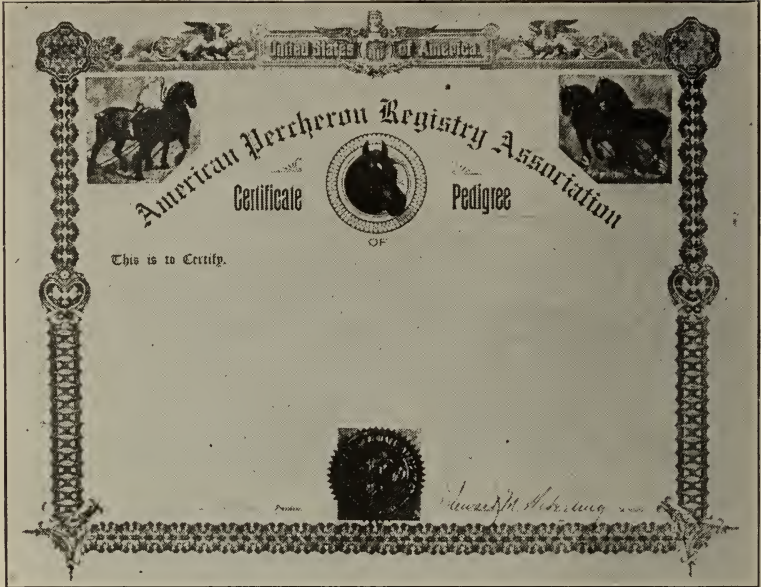 United States of America.
American Percheron Registry Association
Certificate Pedigree
OF
This is to Certify.